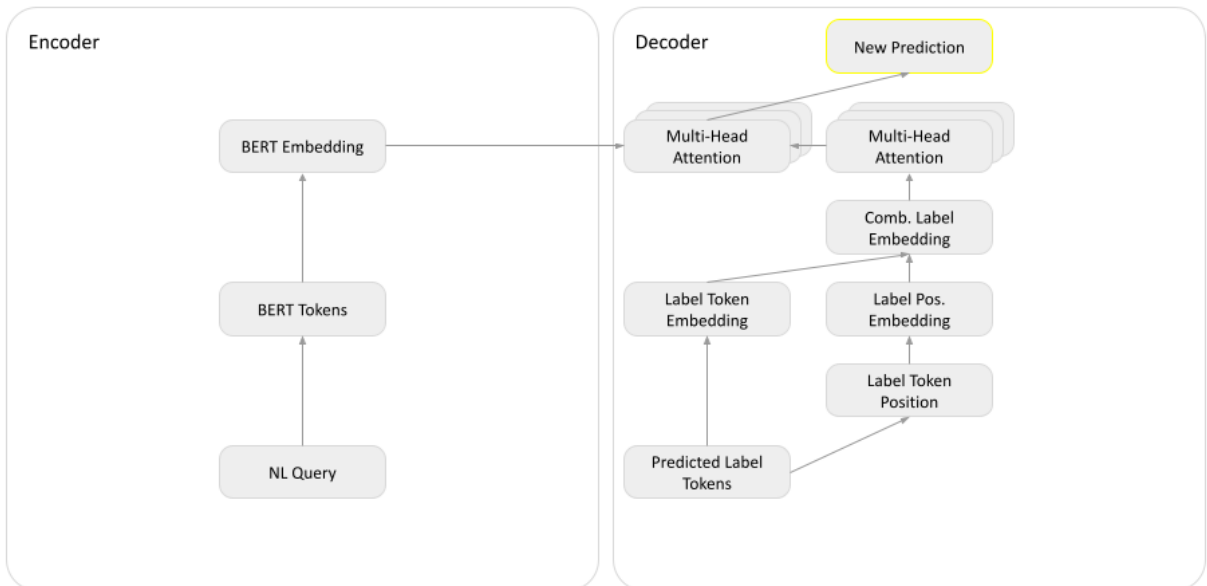 Encoder
BERT Embedding
BERT Tokens
NL Query
Decoder
New Prediction
Multi-Head
Attention
Multi-Head
Attention
Comb. Label
Embedding
Label Token
Embedding
Label Pos.
Embedding
Label Token
Position
Predicted Label
Tokens